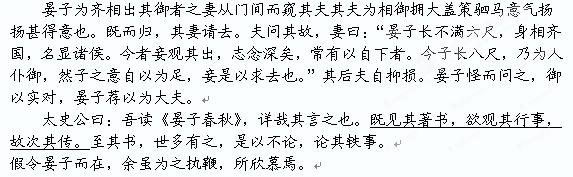 晏子为齐相出其御者之妻从门间而窥其夫其夫为相御拥大盖策驷马意气扬
扬甚得意也。既而归，其妻请去。夫问其故，妻曰：“晏子长不满六尺，身相齐
国，名显诸侯。今者妾观其出，志念深矣，常有以自下者。今子长八尺，乃为人
仆御，然子之意自以为足，妾是以求去也。”其后夫自抑损。晏子怪而问之，御
以实对，晏子荐以为大夫。
太史公曰：吾读《晏子春秋》，详哉其言之也。既见其著书，欲观其行事，
故次其传。至其书，世多有之，是以不论，论其轶事。
假令晏子而在，余虽为之执鞭，所欣慕焉。